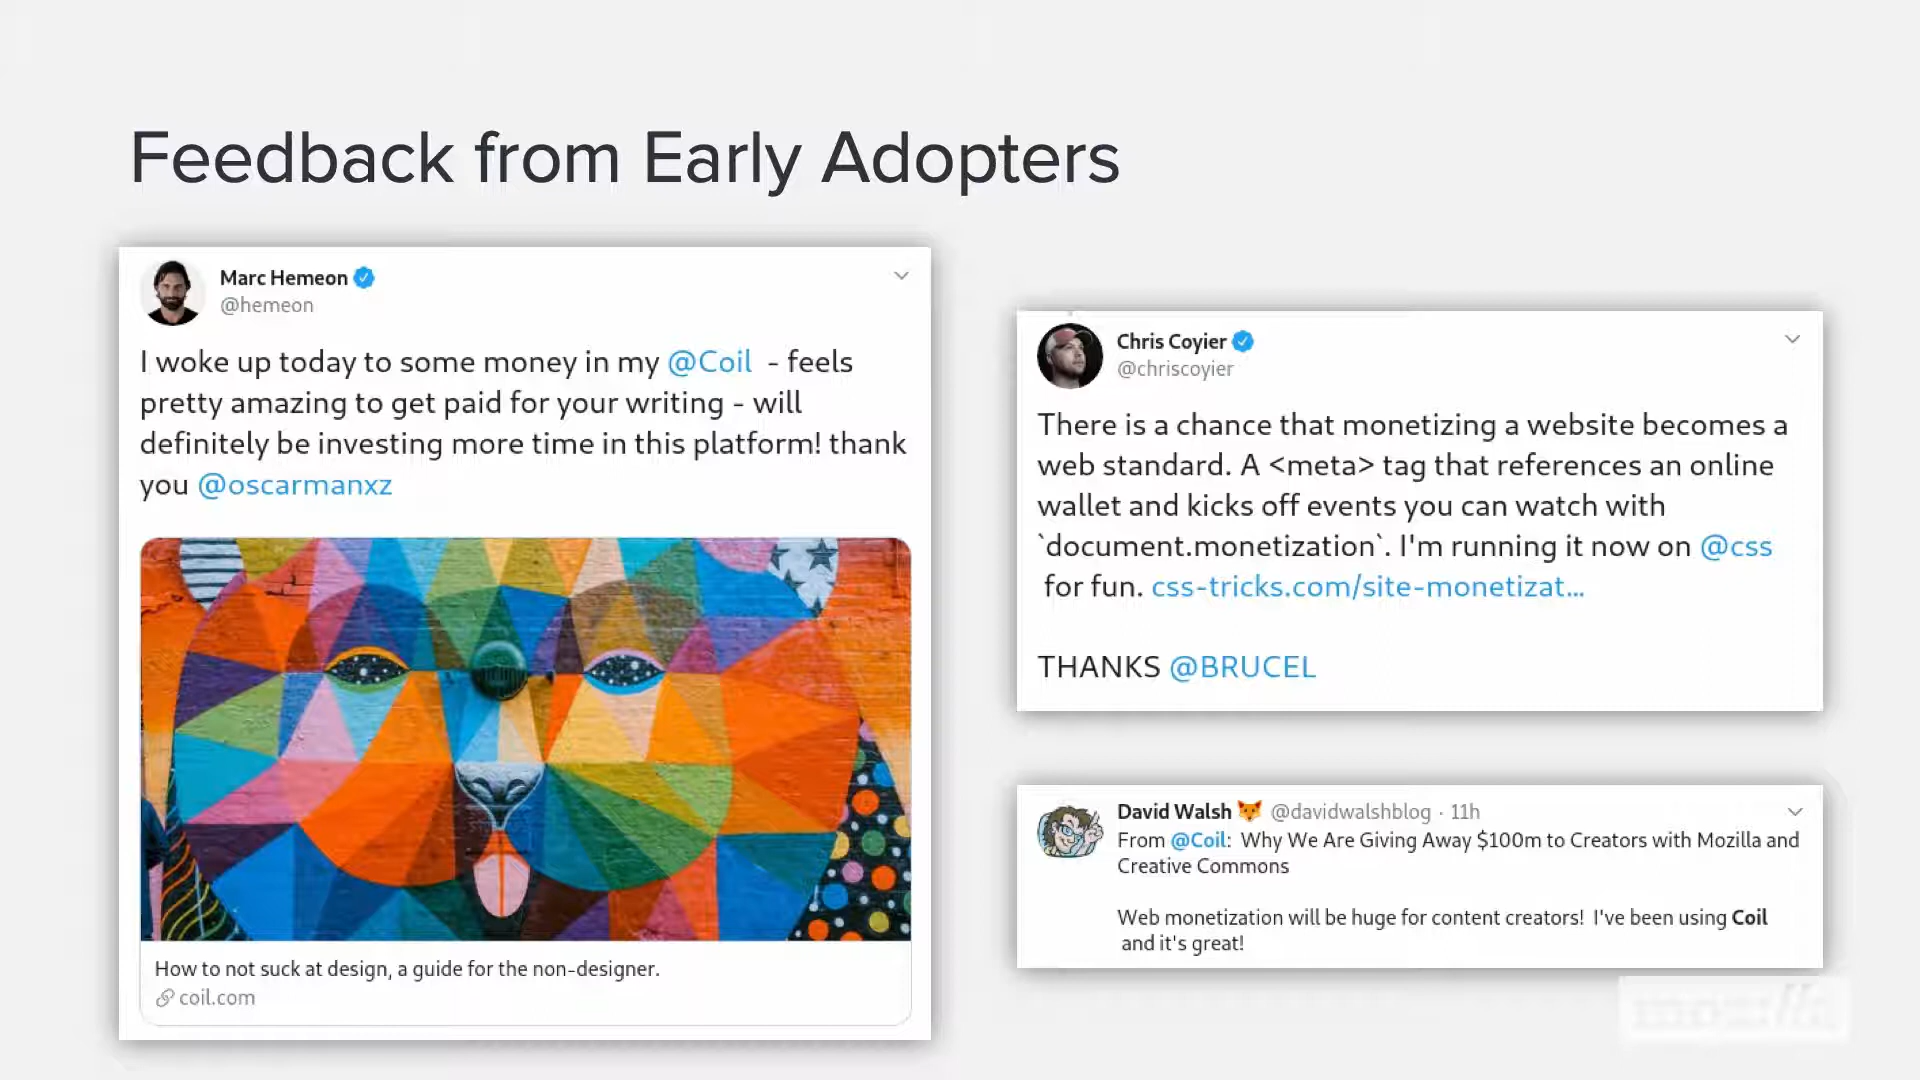 Feedback from Early Adopters
Marc Hemeon
@hemeon
I woke up today to some money in my @Coil - feels
pretty amazing to get paid for your writing - will
definitely be investing more time in this platform! thank
you @oscarmanxz
How to not suck at design, a guide for the non-designer.
coil.com
Chris Coyier
@chriscoyier
There is a chance that monetizing a website becomes a
web standard. A <meta> tag that references an online
wallet and kicks off events you can watch with
`document.monetization`. I'm running it now on @css
for fun. css-tricks.com/site-monetizat...
THANKS @BRUCEL
David Walsh 🦊 @davidwalshblog · 11h
From @Coil: Why We Are Giving Away $100m to Creators with Mozilla and
Creative Commons
Web monetization will be huge for content creators! I've been using Coil
and it's great!